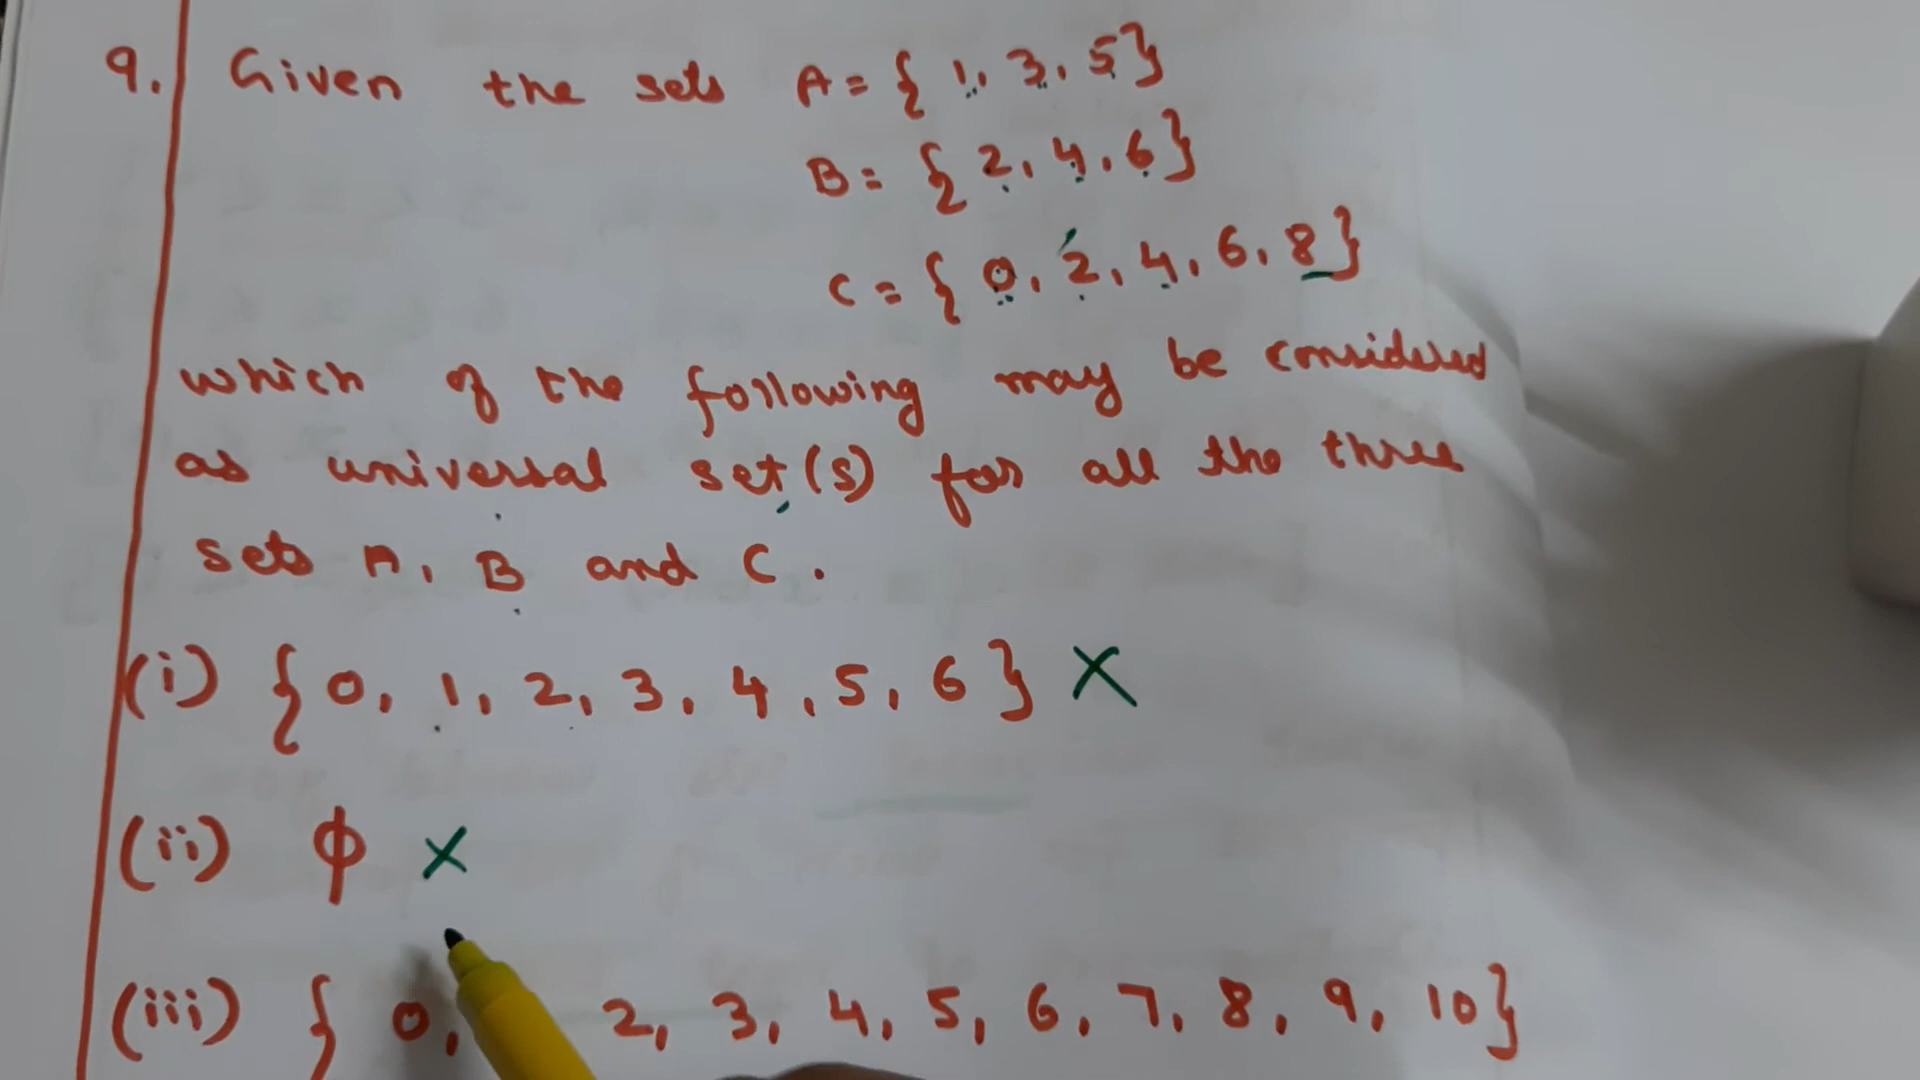 9. Given the sets A = { 1, 3, 5}
B = { 2, 4, 6}
C = { 0, 2, 4, 6, 8}
which of the following may be considered
as universal set(s) for all the three
sets A, B and C.
(i) { 0, 1, 2, 3, 4, 5, 6 } ×
(ii) ϕ ×
(iii) { 0, 2, 3, 4, 5, 6, 7, 8, 9, 10}